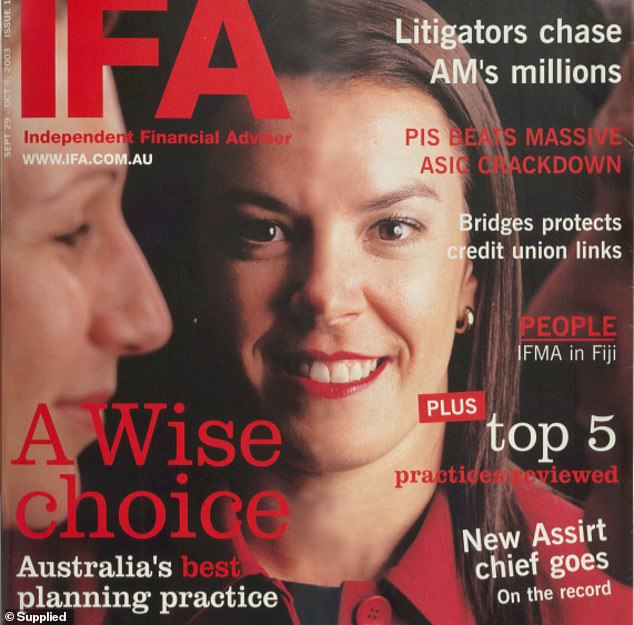 SEPT 29 - OCT 5, 2003 ISSUE
IFA
Independent Financial Adviser
WWW.IFA.COM.AU
Litigators chase
AM's millions
PIS BEATS MASSIVE
ASIC CRACKDOWN
Bridges protects
credit union links
PEOPLE
IFMA in Fiji
PLUS
top 5
practices reviewed
New Assirt
chief goes
On the record
A Wise
choice
Australia's best
planning practice
© Supplied